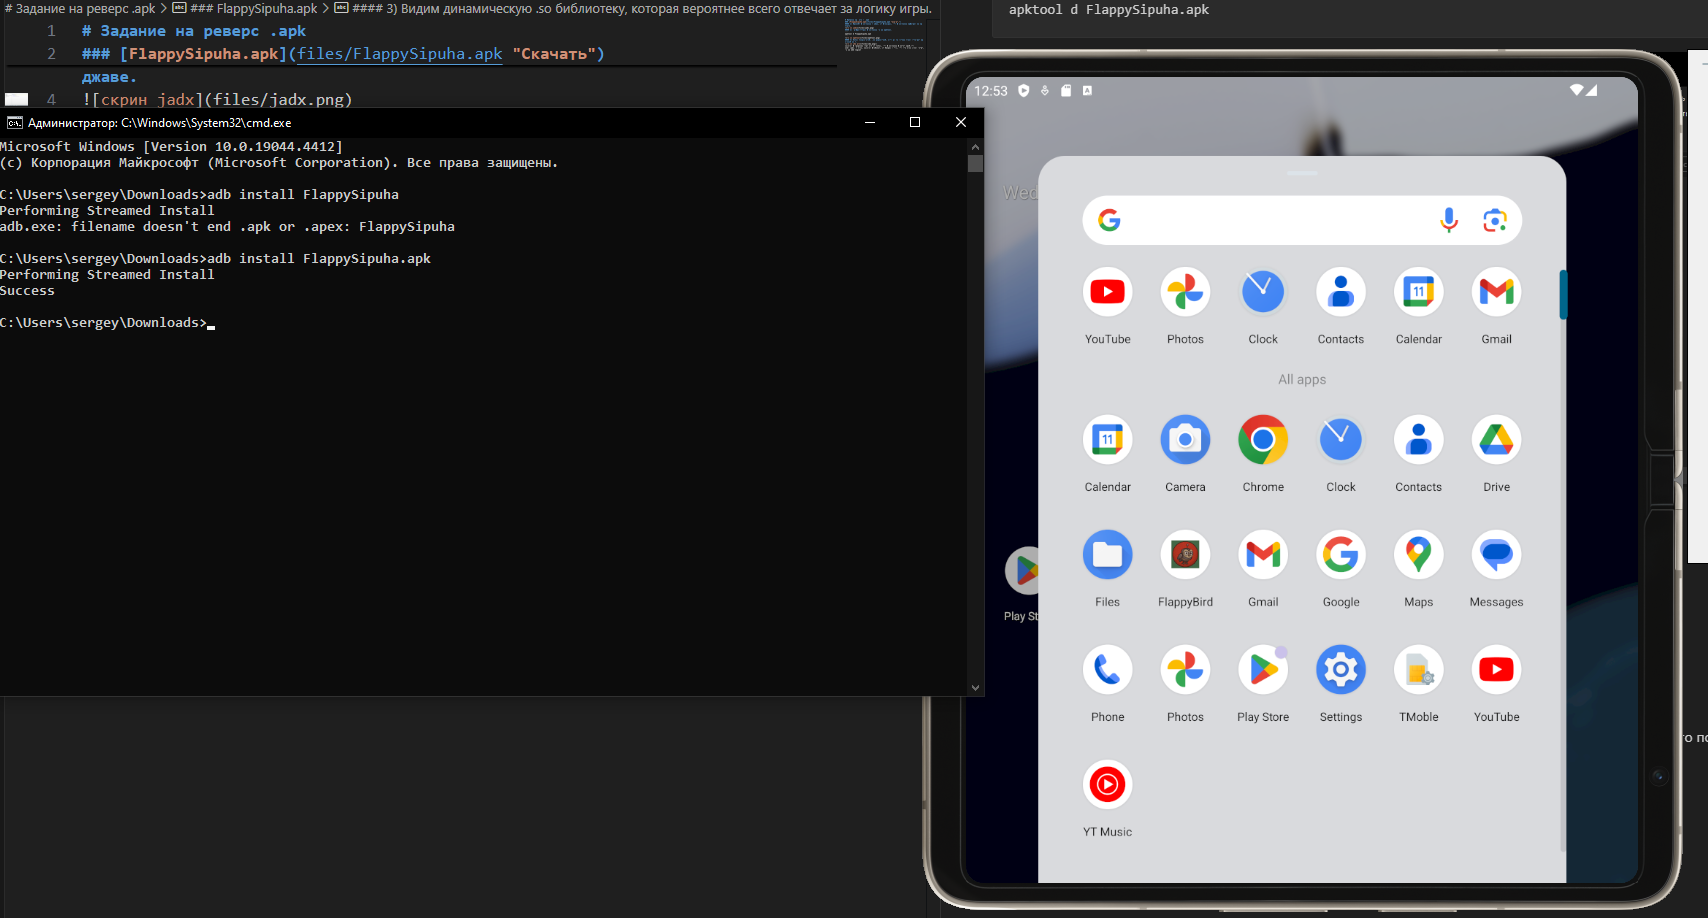 # Задание на реверс .apk > ### FlappySipuha.apk > #### 3) Видим динамическую .so библиотеку, которая вероятнее всего отвечает за логику игры.
1 # Задание на реверс .apk
2 ### [FlappySipuha.apk](files/FlappySipuha.apk "Скачать")
джаве.
4 ![скрин jadx](files/jadx.png)
apktool d FlappySipuha.apk
Администратор: C:\Windows\System32\cmd.exe
Microsoft Windows [Version 10.0.19044.4412]
(c) Корпорация Майкрософт (Microsoft Corporation). Все права защищены.
C:\Users\sergey\Downloads>adb install FlappySipuha
Performing Streamed Install
adb.exe: filename doesn't end .apk or .apex: FlappySipuha
C:\Users\sergey\Downloads>adb install FlappySipuha.apk
Performing Streamed Install
Success
C:\Users\sergey\Downloads>
12:53
Wed
YouTube Photos Clock Contacts Calendar Gmail
All apps
Calendar Camera Chrome Clock Contacts Drive
Files FlappyBird Gmail Google Maps Messages
Play St
Phone Photos Play Store Settings TMoble YouTube
YT Music
го по